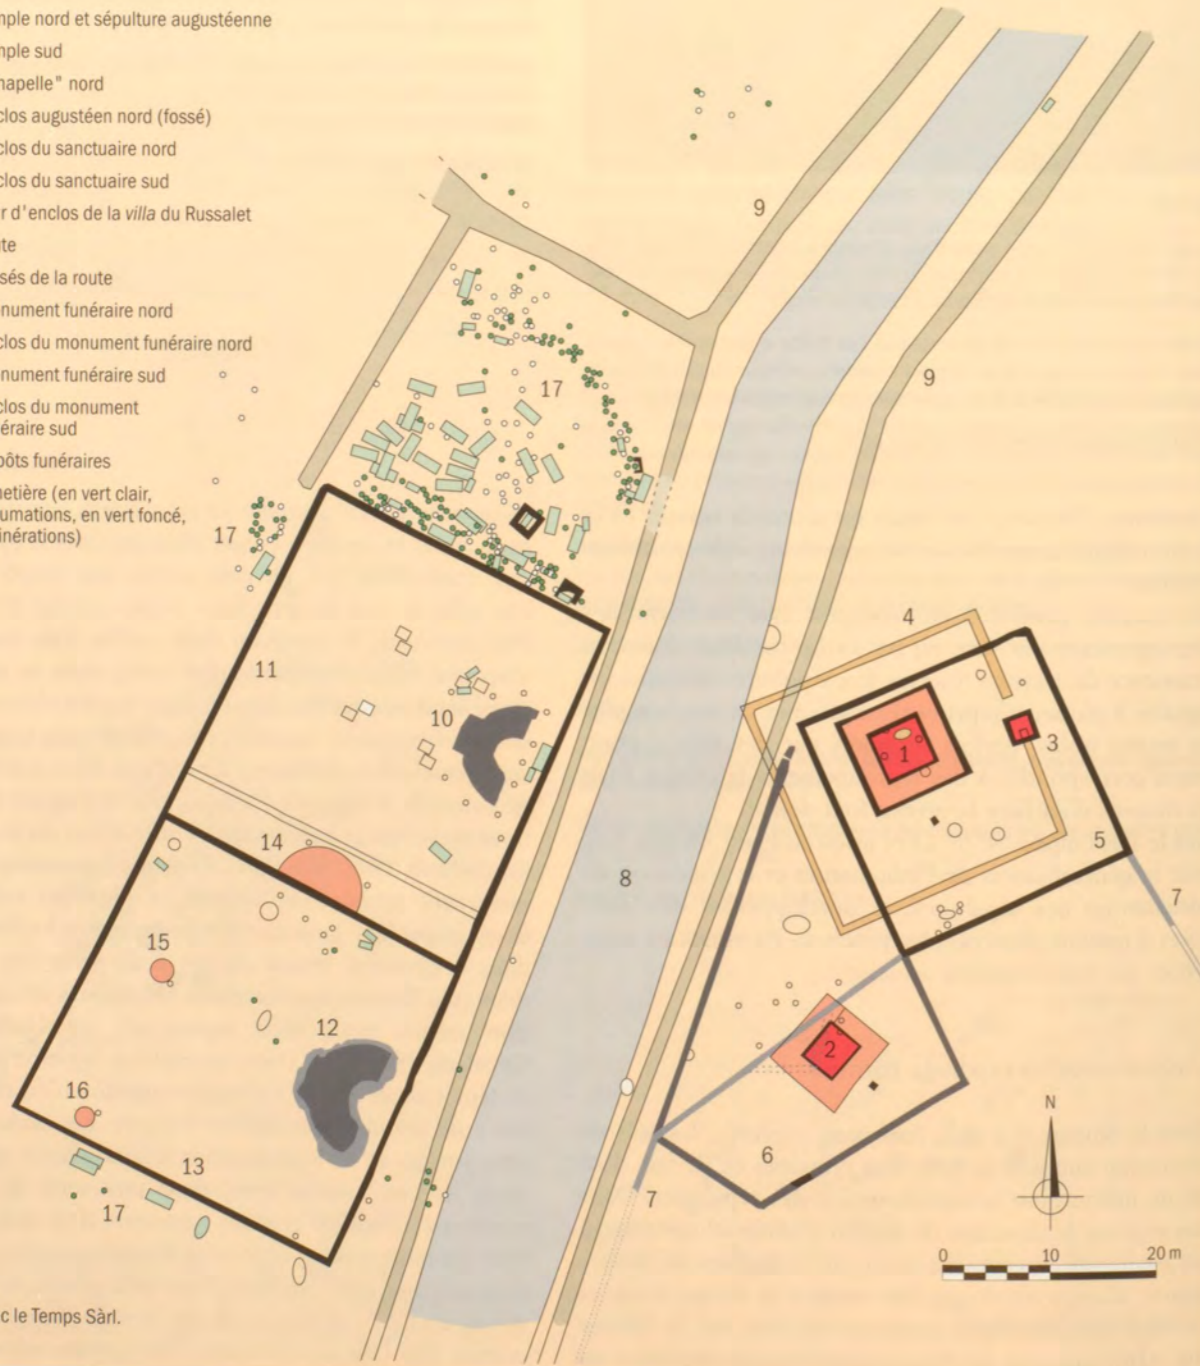 mple nord et sépulture augustéenne
mple sud
hapelle" nord
clos augustéen nord (fossé)
clos du sanctuaire nord
clos du sanctuaire sud
r d'enclos de la villa du Russalet
te
sés de la route
nument funéraire nord
clos du monument funéraire nord
nument funéraire sud
clos du monument
éraire sud
pôts funéraires
netière (en vert clair,
umations, en vert foncé,
inérations)
9
9
17
17
4
11
10
1
3
5
14
8
7
15
12
2
16
N
13
6
17
7
0 10 20 m
c le Temps Sàrl.